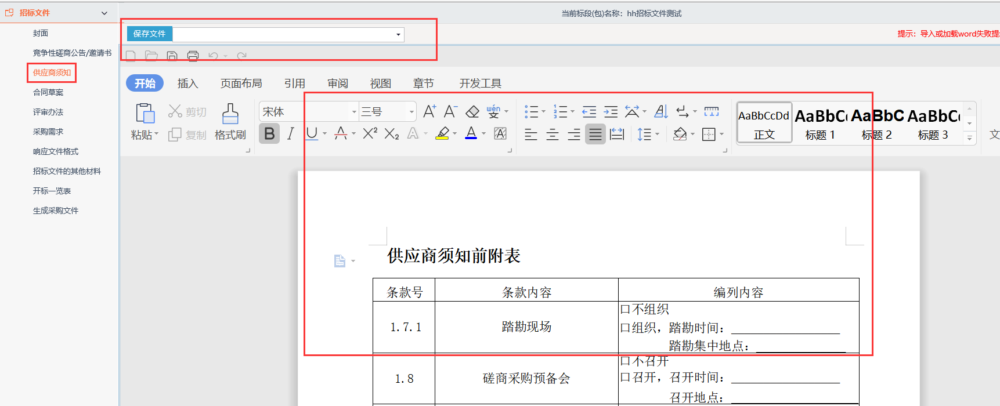 招标文件
当前标段(包)名称：hh招标文件测试
封面
竞争性磋商公告/邀请书
供应商须知
合同草案
评审办法
采购需求
响应文件格式
招标文件的其他材料
开标一览表
生成采购文件
保存文件
提示：导入或加载word失败提
开始 插入 页面布局 引用 审阅 视图 章节 开发工具
粘贴 剪切 复制 格式刷
宋体 三号
A+ A- wén 变
B I U A X² X₂ A A A
AaBbCcDd AaBbC AaBbC AaBbC
正文 标题 1 标题 2 标题 3
文
供应商须知前附表
条款号 条款内容 编列内容
1.7.1 踏勘现场
口不组织
口组织，踏勘时间：
踏勘集中地点：
1.8 磋商采购预备会
口不召开
口召开，召开时间：
召开地点：